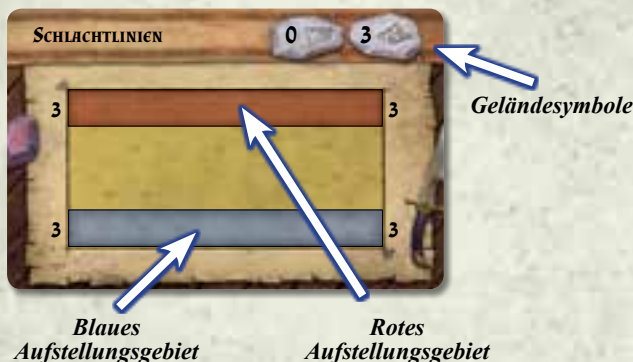 Schlachtlinien 0 3
Geländesymbole
3 3
3 3
Blaues Aufstellungsgebiet
Rotes Aufstellungsgebiet